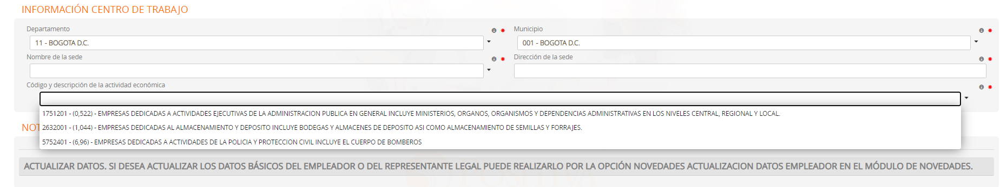 INFORMACIÓN CENTRO DE TRABAJO
Departamento
Municipio
11 - BOGOTA D.C.
001 - BOGOTA D.C.
Nombre de la sede
Dirección de la sede
Código y descripción de la actividad económica
1751201 - (0,522) - EMPRESAS DEDICADAS A ACTIVIDADES EJECUTIVAS DE LA ADMINISTRACION PUBLICA EN GENERAL INCLUYE MINISTERIOS, ORGANOS, ORGANISMOS Y DEPENDENCIAS ADMINISTRATIVAS EN LOS NIVELES CENTRAL, REGIONAL Y LOCAL.
NOT
2632001 - (1,044) - EMPRESAS DEDICADAS AL ALMACENAMIENTO Y DEPOSITO INCLUYE BODEGAS Y ALMACENES DE DEPOSITO ASI COMO ALMACENAMIENTO DE SEMILLAS Y FORRAJES.
5752401 - (6,96) - EMPRESAS DEDICADAS A ACTIVIDADES DE LA POLICIA Y PROTECCION CIVIL INCLUYE EL CUERPO DE BOMBEROS
ACTUALIZAR DATOS. SI DESEA ACTUALIZAR LOS DATOS BÁSICOS DEL EMPLEADOR O DEL REPRESENTANTE LEGAL PUEDE REALIZARLO POR LA OPCIÓN NOVEDADES ACTUALIZACION DATOS EMPLEADOR EN EL MÓDULO DE NOVEDADES.